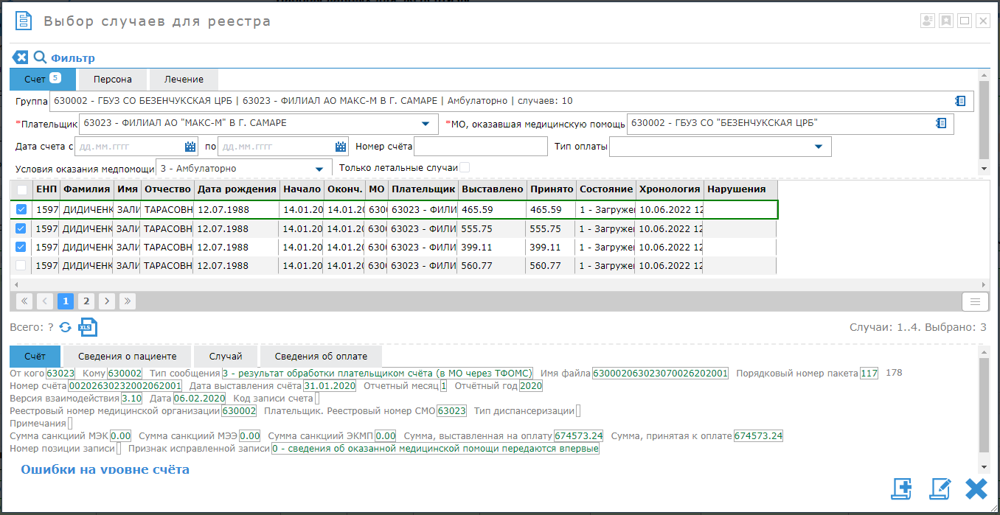 Выбор случаев для реестра
Фильтр
Счет 5 Персона Лечение
Группа 630002 - ГБУЗ СО БЕЗЕНЧУКСКАЯ ЦРБ | 63023 - ФИЛИАЛ АО МАКС-М В Г. САМАРЕ | Амбулаторно | случаев: 10
*Плательщик 63023 - ФИЛИАЛ АО "МАКС-М" В Г. САМАРЕ *МО, оказавшая медицинскую помощь 630002 - ГБУЗ СО "БЕЗЕНЧУКСКАЯ ЦРБ"
Дата счета с дд.мм.гггг по дд.мм.гггг Номер счёта Тип оплаты
Условия оказания медпомощи 3 - Амбулаторно Только летальные случаи
ЕНП Фамилия Имя Отчество Дата рождения Начало Оконч. МО Плательщик Выставлено Принято Состояние Хронология Нарушения
1597 ДИДИЧЕНК ЗАЛИ ТАРАСОВН 12.07.1988 14.01.20 14.01.20 630 63023 - ФИЛИ 465.59 465.59 1 - Загружен 10.06.2022 12
1597 ДИДИЧЕНК ЗАЛИ ТАРАСОВН 12.07.1988 14.01.20 14.01.20 630 63023 - ФИЛИ 555.75 555.75 1 - Загружен 10.06.2022 12
1597 ДИДИЧЕНК ЗАЛИ ТАРАСОВН 12.07.1988 14.01.20 14.01.20 630 63023 - ФИЛИ 399.11 399.11 1 - Загружен 10.06.2022 12
1597 ДИДИЧЕНК ЗАЛИ ТАРАСОВН 12.07.1988 14.01.20 14.01.20 630 63023 - ФИЛИ 560.77 560.77 1 - Загружен 10.06.2022 12
« < 1 2 > »
Всего: ? XLS Случаи: 1..4. Выбрано: 3
Счёт Сведения о пациенте Случай Сведения об оплате
От кого 63023 Кому 630002 Тип сообщения 3 - результат обработки плательщиком счёта (в МО через ТФОМС) Имя файла 630002063023070026202001 Порядковый номер пакета 117 178
Номер счёта 00202630232002062001 Дата выставления счёта 31.01.2020 Отчетный месяц 1 Отчётный год 2020
Версия взаимодействия 3.10 Дата 06.02.2020 Код записи счета
Реестровый номер медицинской организации 630002 Плательщик. Реестровый номер СМО 63023 Тип диспансеризации
Примечания
Сумма санкциий МЭК 0.00 Сумма санкциий МЭЭ 0.00 Сумма санкциий ЭКМП 0.00 Сумма, выставленная на оплату 674573.24 Сумма, принятая к оплате 674573.24
Номер позиции записи Признак исправленной записи 0 - сведения об оказанной медицинской помощи передаются впервые
Ошибки на уровне счёта